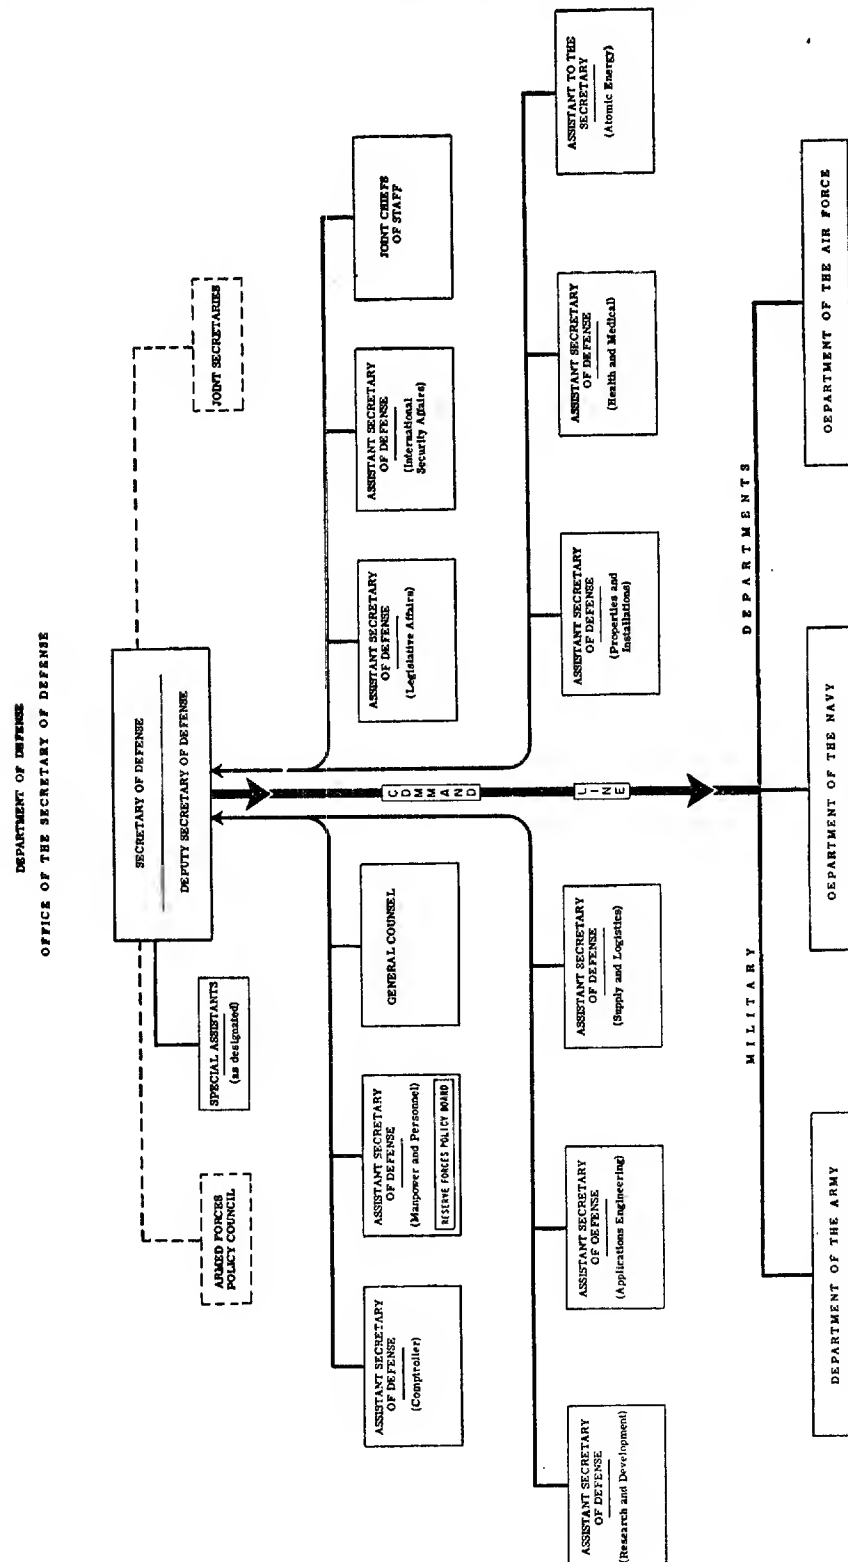 DEPARTMENT OF DEFENSE
OFFICE OF THE SECRETARY OF DEFENSE
SECRETARY OF DEFENSE
DEPUTY SECRETARY OF DEFENSE
ARMED FORCES
POLICY COUNCIL
SPECIAL ASSISTANTS
(as designated)
JOINT SECRETARIES
ASSISTANT SECRETARY
OF DEFENSE
(Comptroller)
ASSISTANT SECRETARY
OF DEFENSE
(Manpower and Personnel)
RESERVE FORCES POLICY BOARD
GENERAL COUNSEL
ASSISTANT SECRETARY
OF DEFENSE
(Legislative Affairs)
ASSISTANT SECRETARY
OF DEFENSE
(International
Security Affairs)
JOINT CHIEFS
OF STAFF
COMMAND
ASSISTANT SECRETARY
OF DEFENSE
(Research and Development)
ASSISTANT SECRETARY
OF DEFENSE
(Applications Engineering)
ASSISTANT SECRETARY
OF DEFENSE
(Supply and Logistics)
LINE
ASSISTANT SECRETARY
OF DEFENSE
(Properties and
Installations)
ASSISTANT SECRETARY
OF DEFENSE
(Health and Medical)
ASSISTANT TO THE
SECRETARY
(Atomic Energy)
MILITARY DEPARTMENTS
DEPARTMENT OF THE ARMY
DEPARTMENT OF THE NAVY
DEPARTMENT OF THE AIR FORCE